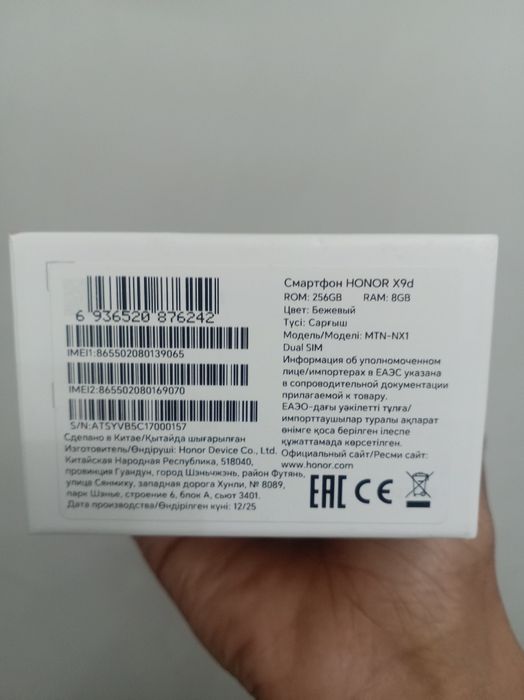 6 936520 876242
IMEI1:865502080139065
IMEI2:865502080169070
S/N:ATSYVB5C17000157
Сделано в Китае/Қытайда шығарылған
Изготовитель/Өндіруші: Honor Device Co., Ltd.
Китайская Народная Республика, 518040,
провинция Гуандун, город Шэньчжэнь, район Футянь,
улица Сянмиху, западная дорога Хунли, № 8089,
парк Шэнье, строение 6, блок А, сьют 3401.
Дата производства/Өндірілген күні: 12/25
Смартфон HONOR X9d
ROM: 256GB RAM: 8GB
Цвет: Бежевый
Түсі: Сарғыш
Модель/Моделі: MTN-NX1
Dual SIM
Информация об уполномоченном
лице/импортерах в ЕАЭС указана
в сопроводительной документации
прилагаемой к товару.
ЕАЭО-дағы уәкілетті тұлға/
импорттаушылар туралы ақпарат
өнімге қоса берілген ілеспе
құжаттамада көрсетілген.
Официальный сайт/Ресми сайт:
www.honor.com
EAC CE